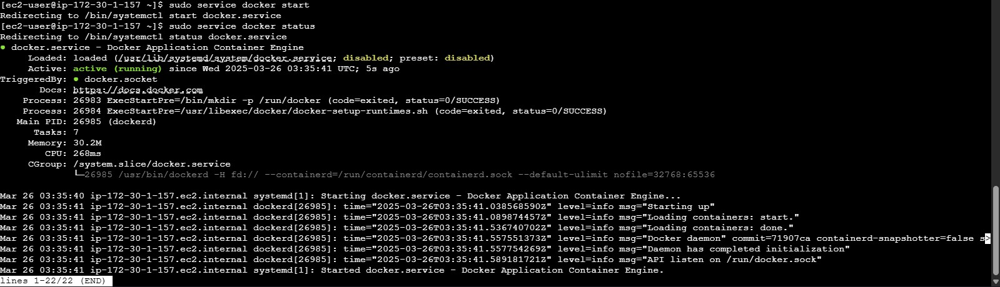 [ec2-user@ip-172-30-1-157 ~]$ sudo service docker start
Redirecting to /bin/systemctl start docker.service
[ec2-user@ip-172-30-1-157 ~]$ sudo service docker status
Redirecting to /bin/systemctl status docker.service
● docker.service - Docker Application Container Engine
     Loaded: loaded (/usr/lib/systemd/system/docker.service; disabled; preset: disabled)
     Active: active (running) since Wed 2025-03-26 03:35:41 UTC; 5s ago
TriggeredBy: ● docker.socket
       Docs: https://docs.docker.com
    Process: 26983 ExecStartPre=/bin/mkdir -p /run/docker (code=exited, status=0/SUCCESS)
    Process: 26984 ExecStartPre=/usr/libexec/docker/docker-setup-runtimes.sh (code=exited, status=0/SUCCESS)
   Main PID: 26985 (dockerd)
      Tasks: 7
     Memory: 30.2M
        CPU: 268ms
     CGroup: /system.slice/docker.service
             └─26985 /usr/bin/dockerd -H fd:// --containerd=/run/containerd/containerd.sock --default-ulimit nofile=32768:65536

Mar 26 03:35:40 ip-172-30-1-157.ec2.internal systemd[1]: Starting docker.service - Docker Application Container Engine...
Mar 26 03:35:41 ip-172-30-1-157.ec2.internal dockerd[26985]: time="2025-03-26T03:35:41.038568590Z" level=info msg="Starting up"
Mar 26 03:35:41 ip-172-30-1-157.ec2.internal dockerd[26985]: time="2025-03-26T03:35:41.089874457Z" level=info msg="Loading containers: start."
Mar 26 03:35:41 ip-172-30-1-157.ec2.internal dockerd[26985]: time="2025-03-26T03:35:41.536740702Z" level=info msg="Loading containers: done."
Mar 26 03:35:41 ip-172-30-1-157.ec2.internal dockerd[26985]: time="2025-03-26T03:35:41.557551373Z" level=info msg="Docker daemon" commit=71907ca containerd-snapshotter=false s>
Mar 26 03:35:41 ip-172-30-1-157.ec2.internal dockerd[26985]: time="2025-03-26T03:35:41.557754269Z" level=info msg="Daemon has completed initialization"
Mar 26 03:35:41 ip-172-30-1-157.ec2.internal dockerd[26985]: time="2025-03-26T03:35:41.589181721Z" level=info msg="API listen on /run/docker.sock"
Mar 26 03:35:41 ip-172-30-1-157.ec2.internal systemd[1]: Started docker.service - Docker Application Container Engine.
lines 1-22/22 (END)